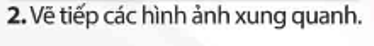 2. Vẽ tiếp các hình ảnh xung quanh.